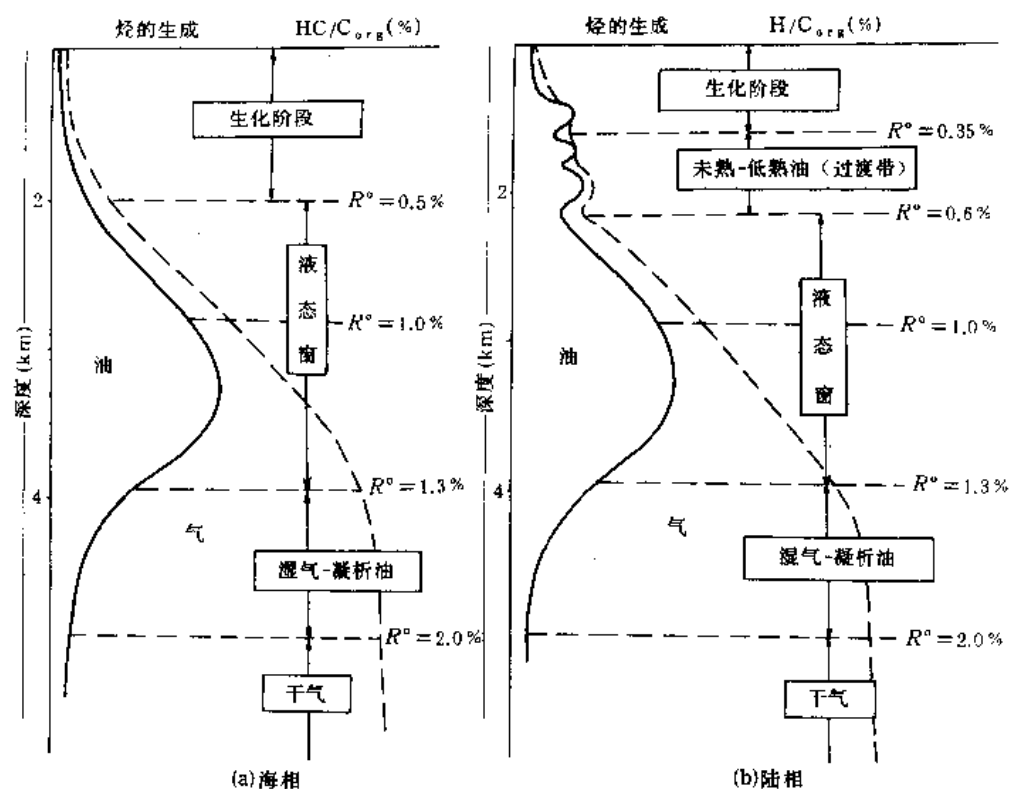 烃的生成 HC/Corg(%)
生化阶段
2
R°=0.5%
液态窗
R°=1.0%
油
深度(km)
4
R°=1.3%
气
湿气-凝析油
R°=2.0%
干气
(a)海相
烃的生成 H/Corg(%)
生化阶段
R°=0.35%
未熟-低熟油(过渡带)
2
R°=0.6%
液态窗
R°=1.0%
油
深度(km)
4
R°=1.3%
气
湿气-凝析油
R°=2.0%
干气
(b)陆相